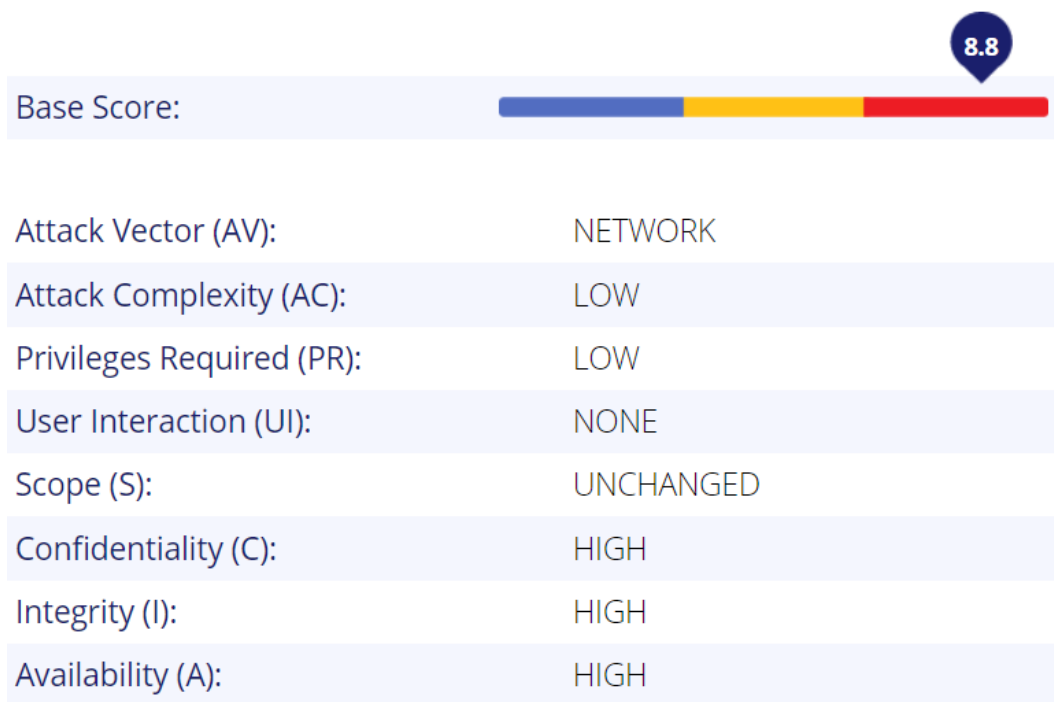 8.8
Base Score:
Attack Vector (AV): NETWORK
Attack Complexity (AC): LOW
Privileges Required (PR): LOW
User Interaction (UI): NONE
Scope (S): UNCHANGED
Confidentiality (C): HIGH
Integrity (I): HIGH
Availability (A): HIGH